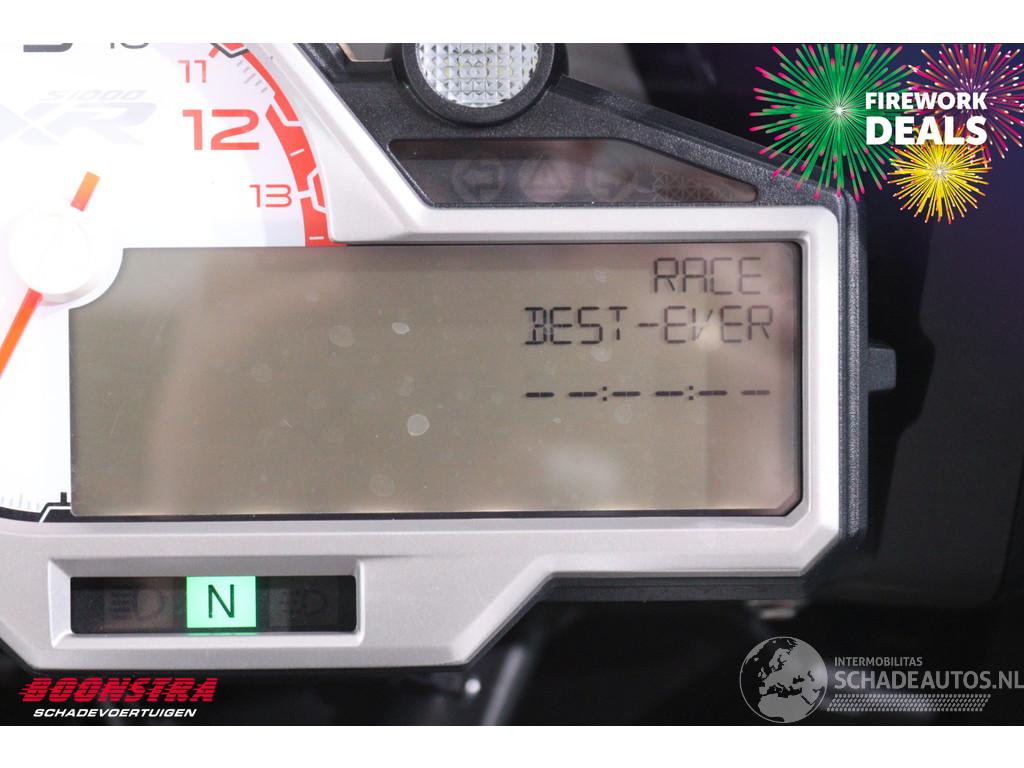 11
S1000
XR
12
13
FIREWORK
DEALS
RACE
BEST-EVER
-- --:-- --:-- --
N
BOONSTRA
SCHADEVOERTUIGEN
INTERMOBILITAS
SCHADEAUTOS.NL